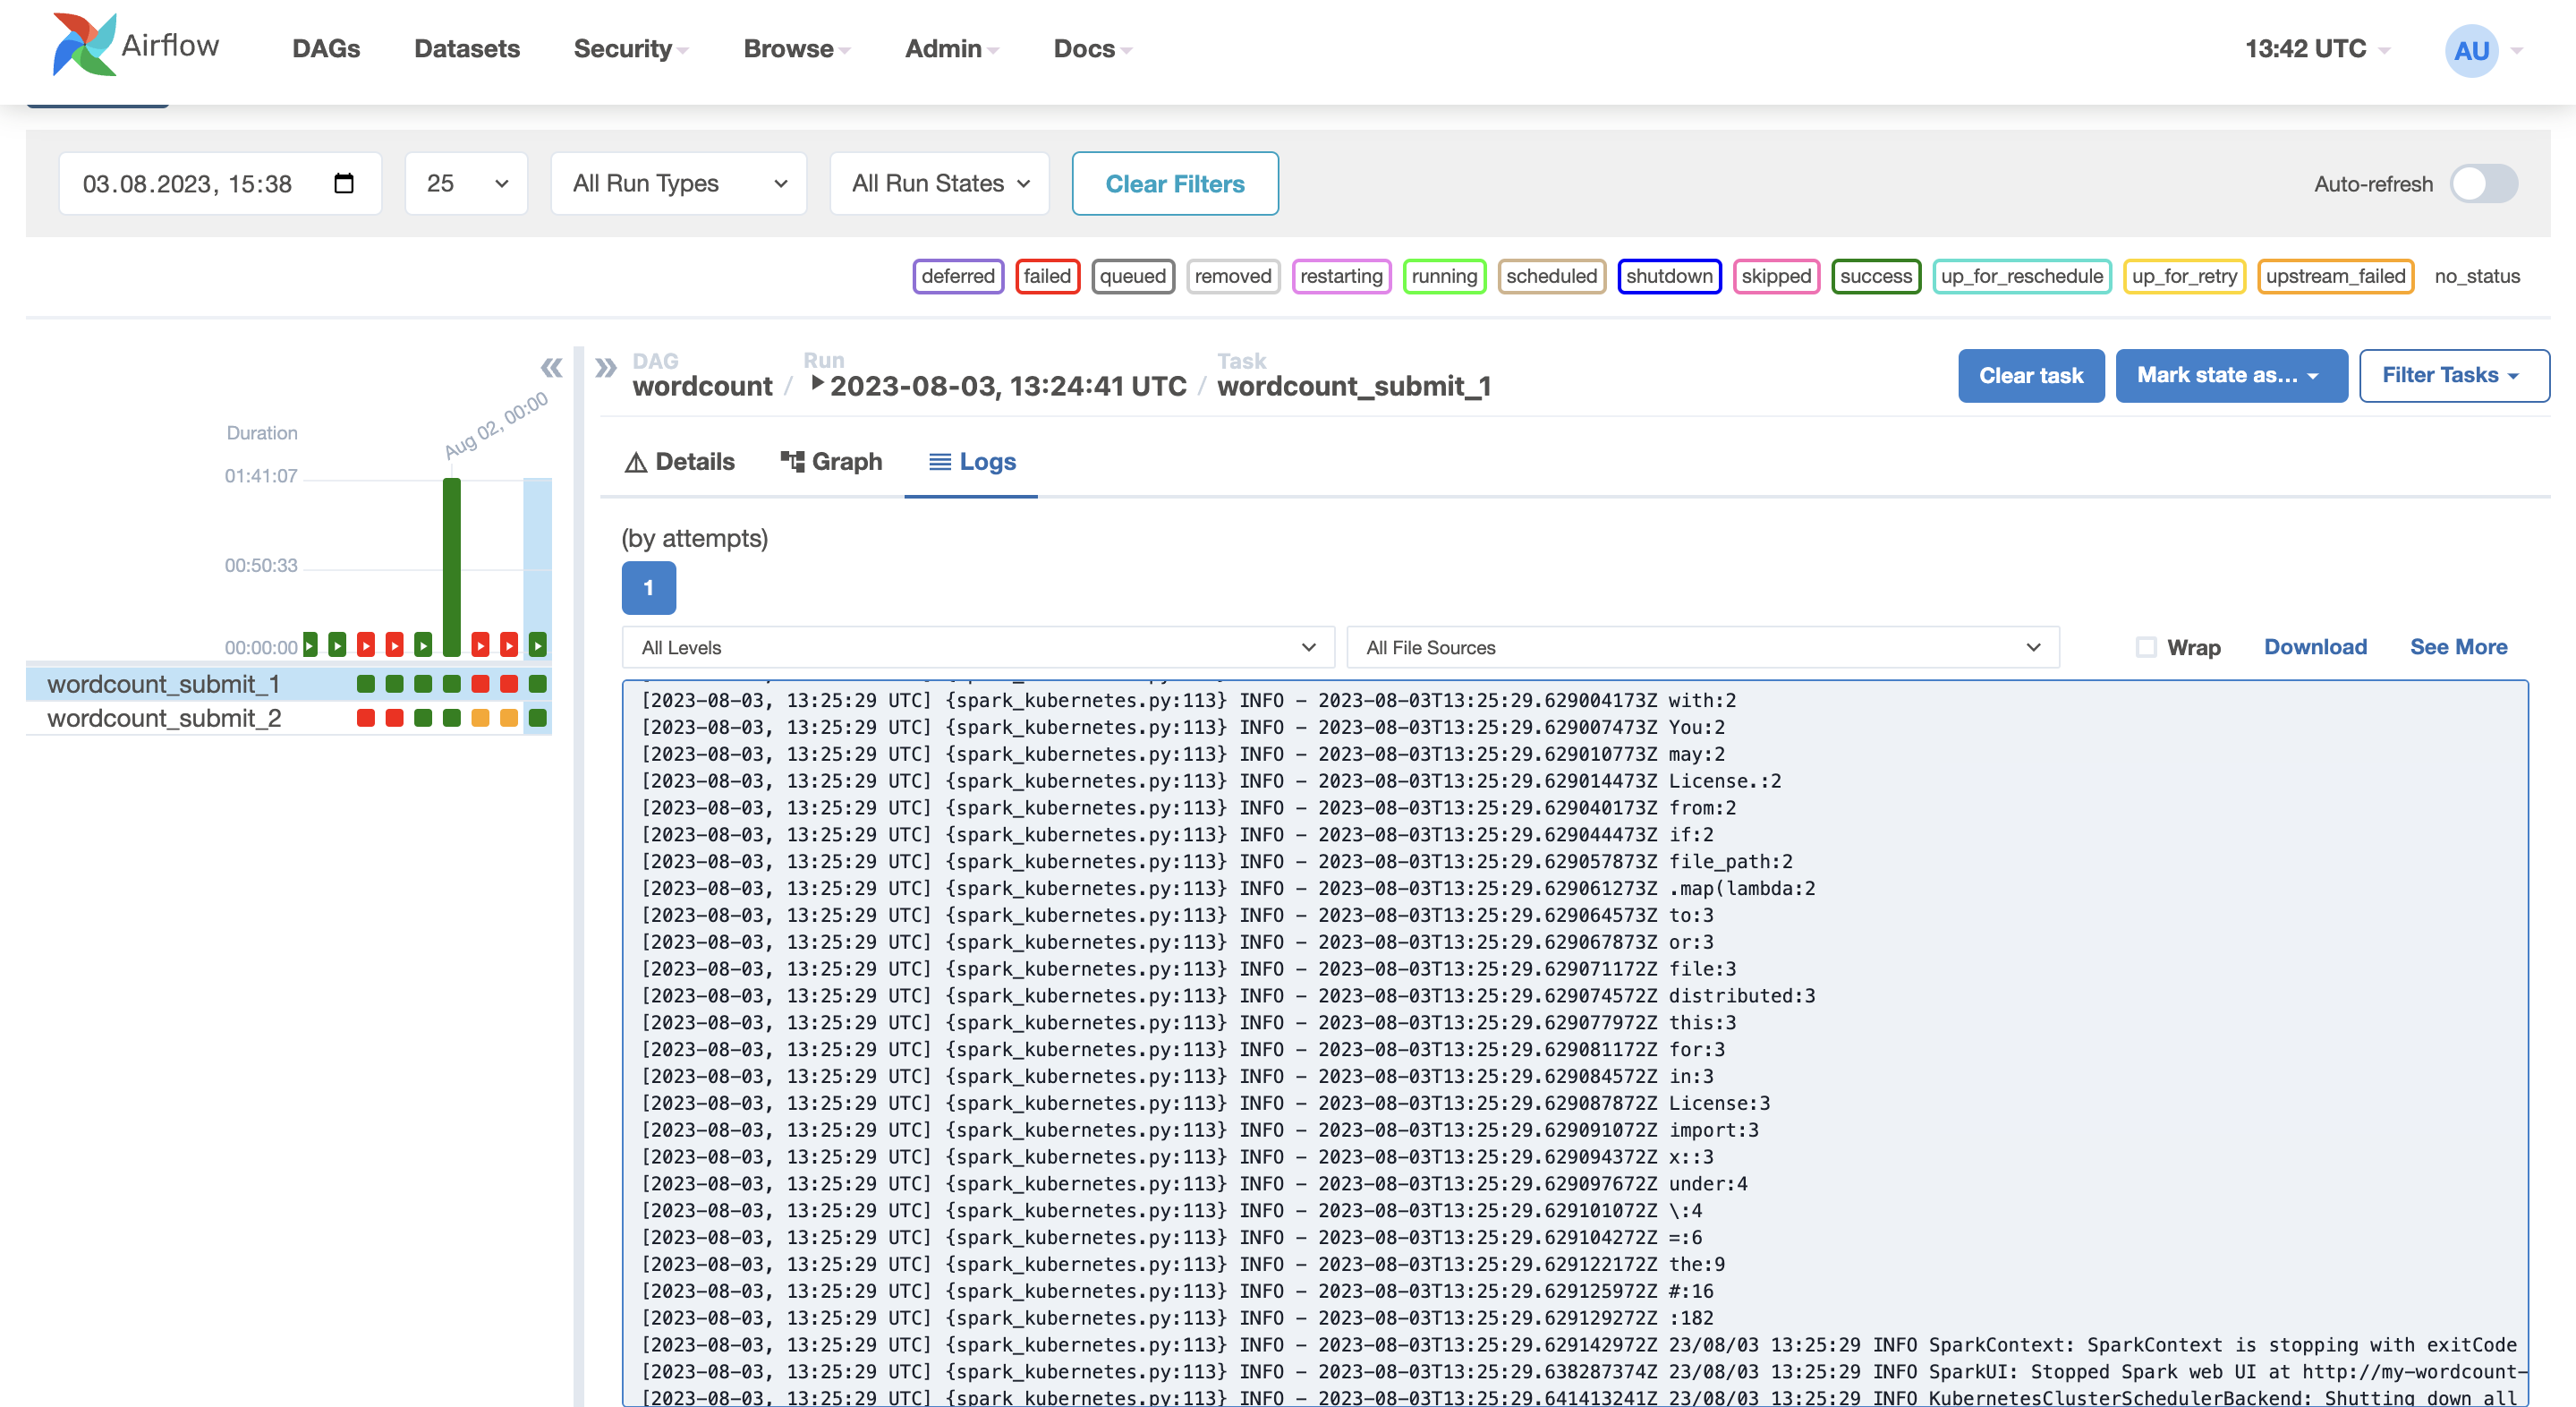 Airflow DAGs Datasets Security Browse Admin Docs 13:42 UTC AU
03.08.2023, 15:38 25 All Run Types All Run States Clear Filters Auto-refresh
deferred failed queued removed restarting running scheduled shutdown skipped success up_for_reschedule up_for_retry upstream_failed no_status
DAG Run Task
wordcount / 2023-08-03, 13:24:41 UTC / wordcount_submit_1
Clear task Mark state as... Filter Tasks
Aug 02, 00:00
Duration
01:41:07
00:50:33
00:00:00
wordcount_submit_1
wordcount_submit_2
Details Graph Logs
(by attempts)
1
All Levels All File Sources Wrap Download See More
[2023-08-03, 13:25:29 UTC] {spark_kubernetes.py:113} INFO - 2023-08-03T13:25:29.629004173Z with:2
[2023-08-03, 13:25:29 UTC] {spark_kubernetes.py:113} INFO - 2023-08-03T13:25:29.629007473Z You:2
[2023-08-03, 13:25:29 UTC] {spark_kubernetes.py:113} INFO - 2023-08-03T13:25:29.629010773Z may:2
[2023-08-03, 13:25:29 UTC] {spark_kubernetes.py:113} INFO - 2023-08-03T13:25:29.629014473Z License.:2
[2023-08-03, 13:25:29 UTC] {spark_kubernetes.py:113} INFO - 2023-08-03T13:25:29.629040173Z from:2
[2023-08-03, 13:25:29 UTC] {spark_kubernetes.py:113} INFO - 2023-08-03T13:25:29.629044473Z if:2
[2023-08-03, 13:25:29 UTC] {spark_kubernetes.py:113} INFO - 2023-08-03T13:25:29.629057873Z file_path:2
[2023-08-03, 13:25:29 UTC] {spark_kubernetes.py:113} INFO - 2023-08-03T13:25:29.629061273Z .map(lambda:2
[2023-08-03, 13:25:29 UTC] {spark_kubernetes.py:113} INFO - 2023-08-03T13:25:29.629064573Z to:3
[2023-08-03, 13:25:29 UTC] {spark_kubernetes.py:113} INFO - 2023-08-03T13:25:29.629067873Z or:3
[2023-08-03, 13:25:29 UTC] {spark_kubernetes.py:113} INFO - 2023-08-03T13:25:29.629071172Z file:3
[2023-08-03, 13:25:29 UTC] {spark_kubernetes.py:113} INFO - 2023-08-03T13:25:29.629074572Z distributed:3
[2023-08-03, 13:25:29 UTC] {spark_kubernetes.py:113} INFO - 2023-08-03T13:25:29.629077972Z this:3
[2023-08-03, 13:25:29 UTC] {spark_kubernetes.py:113} INFO - 2023-08-03T13:25:29.629081172Z for:3
[2023-08-03, 13:25:29 UTC] {spark_kubernetes.py:113} INFO - 2023-08-03T13:25:29.629084572Z in:3
[2023-08-03, 13:25:29 UTC] {spark_kubernetes.py:113} INFO - 2023-08-03T13:25:29.629087872Z License:3
[2023-08-03, 13:25:29 UTC] {spark_kubernetes.py:113} INFO - 2023-08-03T13:25:29.629091072Z import:3
[2023-08-03, 13:25:29 UTC] {spark_kubernetes.py:113} INFO - 2023-08-03T13:25:29.629094372Z x::3
[2023-08-03, 13:25:29 UTC] {spark_kubernetes.py:113} INFO - 2023-08-03T13:25:29.629097672Z under:4
[2023-08-03, 13:25:29 UTC] {spark_kubernetes.py:113} INFO - 2023-08-03T13:25:29.629101072Z \:4
[2023-08-03, 13:25:29 UTC] {spark_kubernetes.py:113} INFO - 2023-08-03T13:25:29.629104272Z =:6
[2023-08-03, 13:25:29 UTC] {spark_kubernetes.py:113} INFO - 2023-08-03T13:25:29.629122172Z the:9
[2023-08-03, 13:25:29 UTC] {spark_kubernetes.py:113} INFO - 2023-08-03T13:25:29.629125972Z #:16
[2023-08-03, 13:25:29 UTC] {spark_kubernetes.py:113} INFO - 2023-08-03T13:25:29.629129272Z :182
[2023-08-03, 13:25:29 UTC] {spark_kubernetes.py:113} INFO - 2023-08-03T13:25:29.629142972Z 23/08/03 13:25:29 INFO SparkContext: SparkContext is stopping with exitCode
[2023-08-03, 13:25:29 UTC] {spark_kubernetes.py:113} INFO - 2023-08-03T13:25:29.638287374Z 23/08/03 13:25:29 INFO SparkUI: Stopped Spark web UI at http://my-wordcount-
[2023-08-03, 13:25:29 UTC] {spark_kubernetes.py:113} INFO - 2023-08-03T13:25:29.641413241Z 23/08/03 13:25:29 INFO KubernetesClusterSchedulerBackend: Shutting down all